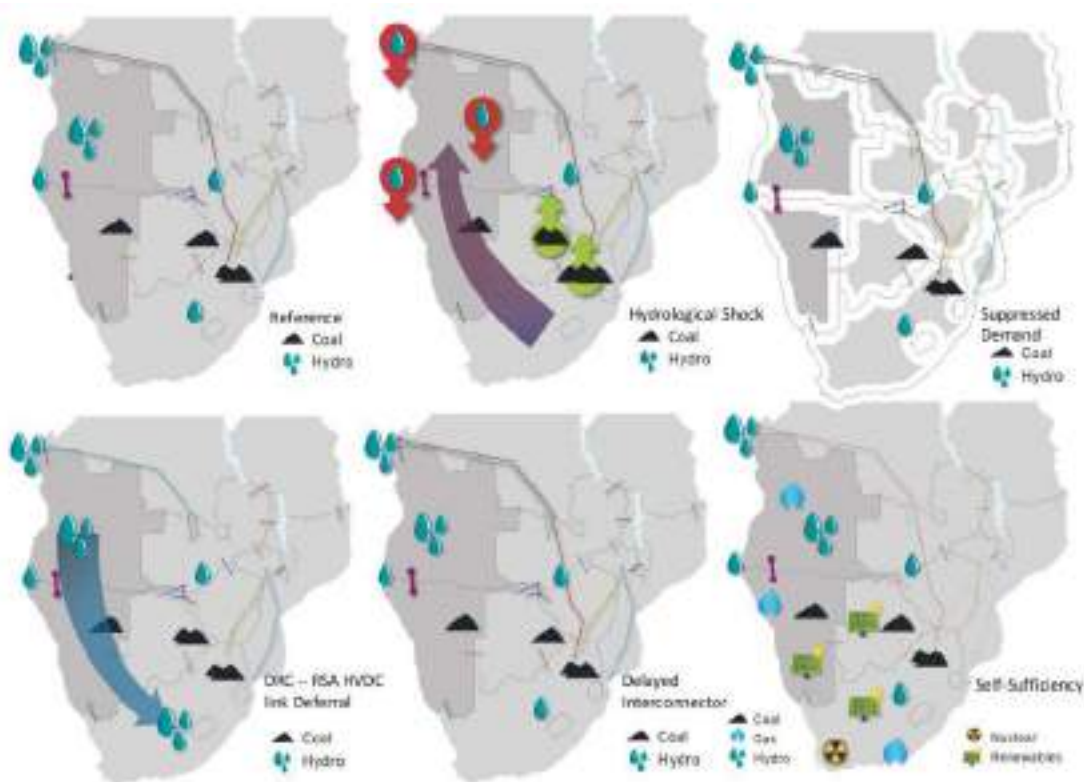 Reference
Coal
Hydro
Hydrological Shock
Coal
Hydro
Suppressed
Demand
Coal
Hydro
DRC – RSA HVDC
link Deferral
Coal
Hydro
Delayed
Interconnector
Coal
Hydro
Self-Sufficiency
Coal
Gas
Hydro
Nuclear
Renewables